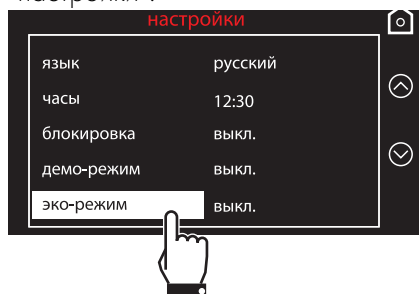 настройки
язык русский
часы 12:30
блокировка выкл.
демо-режим выкл.
эко-режим выкл.